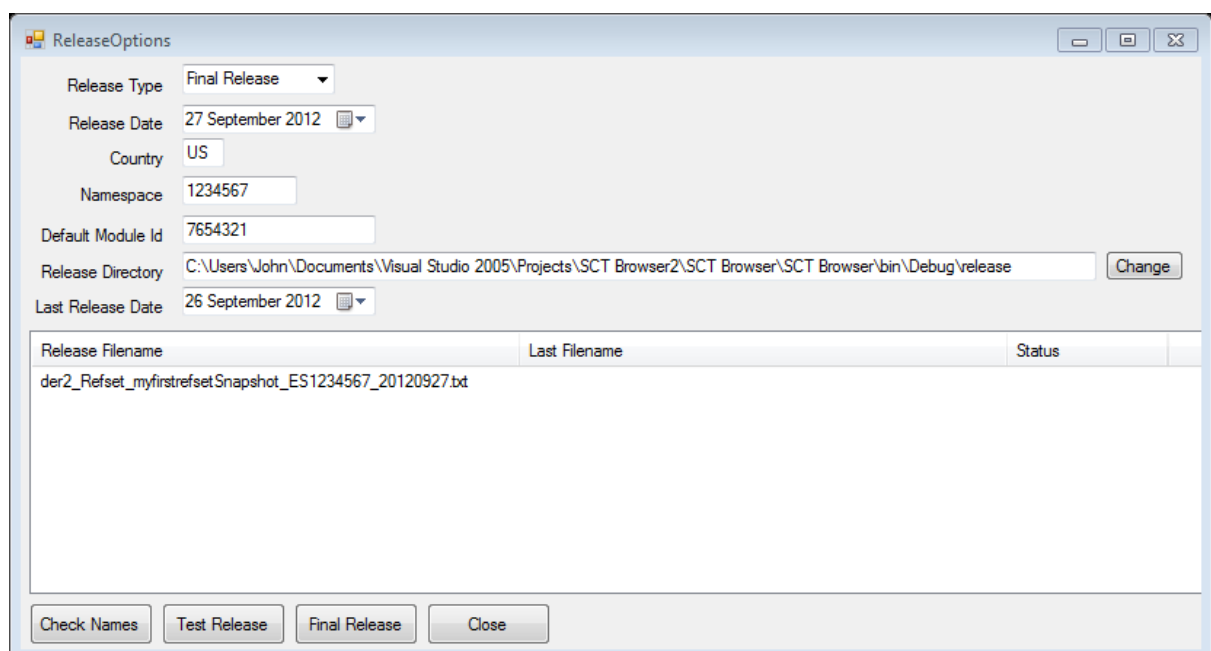 ReleaseOptions
Release Type Final Release
Release Date 27 September 2012
Country US
Namespace 1234567
Default Module Id 7654321
Release Directory C:\Users\John\Documents\Visual Studio 2005\Projects\SCT Browser2\SCT Browser\SCT Browser\bin\Debug\release Change
Last Release Date 26 September 2012
Release Filename Last Filename Status
der2_Refset_myfirstrefsetSnapshot_ES1234567_20120927.txt
Check Names Test Release Final Release Close